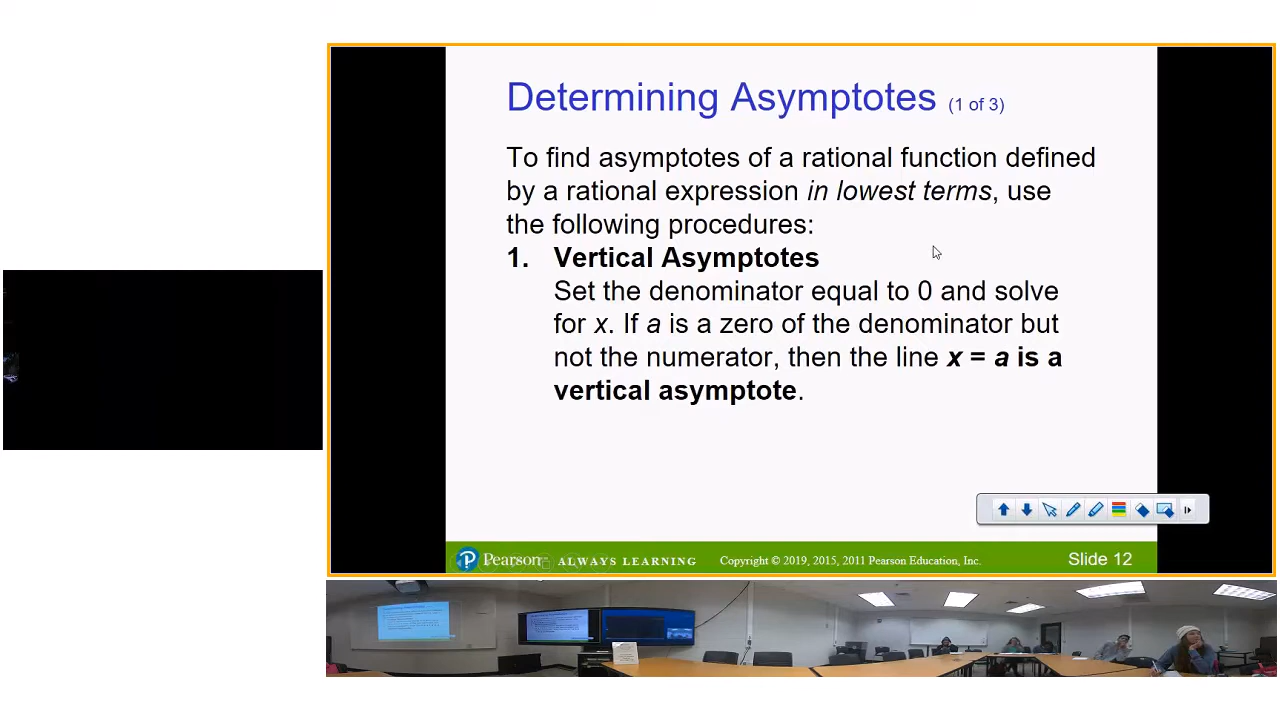 Determining Asymptotes (1 of 3)
To find asymptotes of a rational function defined
by a rational expression in lowest terms, use
the following procedures:
1. Vertical Asymptotes
Set the denominator equal to 0 and solve
for x. If a is a zero of the denominator but
not the numerator, then the line x = a is a
vertical asymptote.
Pearson ALWAYS LEARNING Copyright © 2019, 2015, 2011 Pearson Education, Inc. Slide 12